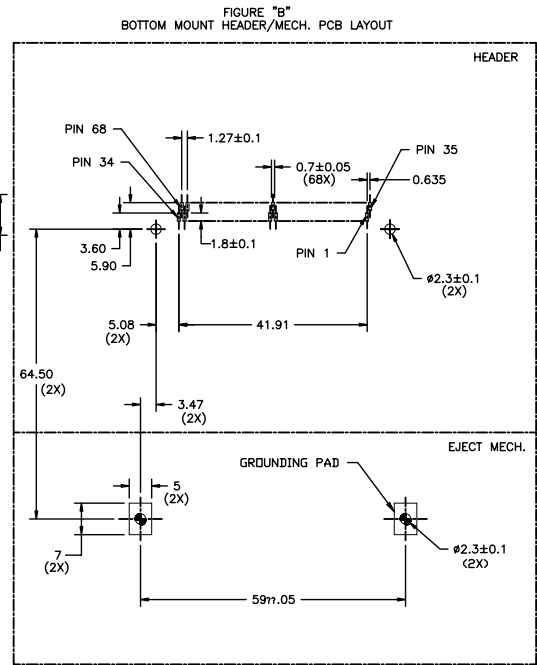 FIGURE "B"
BOTTOM MOUNT HEADER/MECH. PCB LAYOUT
HEADER
PIN 68
1.27±0.1
PIN 34
0.7±0.05
(68X)
PIN 35
0.635
3.60
5.90
1.8±0.1
PIN 1
ø2.3±0.1
(2X)
5.08
(2X)
41.91
64.50
(2X)
3.47
(2X)
EJECT MECH.
GROUNDING PAD
5
(2X)
7
(2X)
ø2.3±0.1
(2X)
59??.05